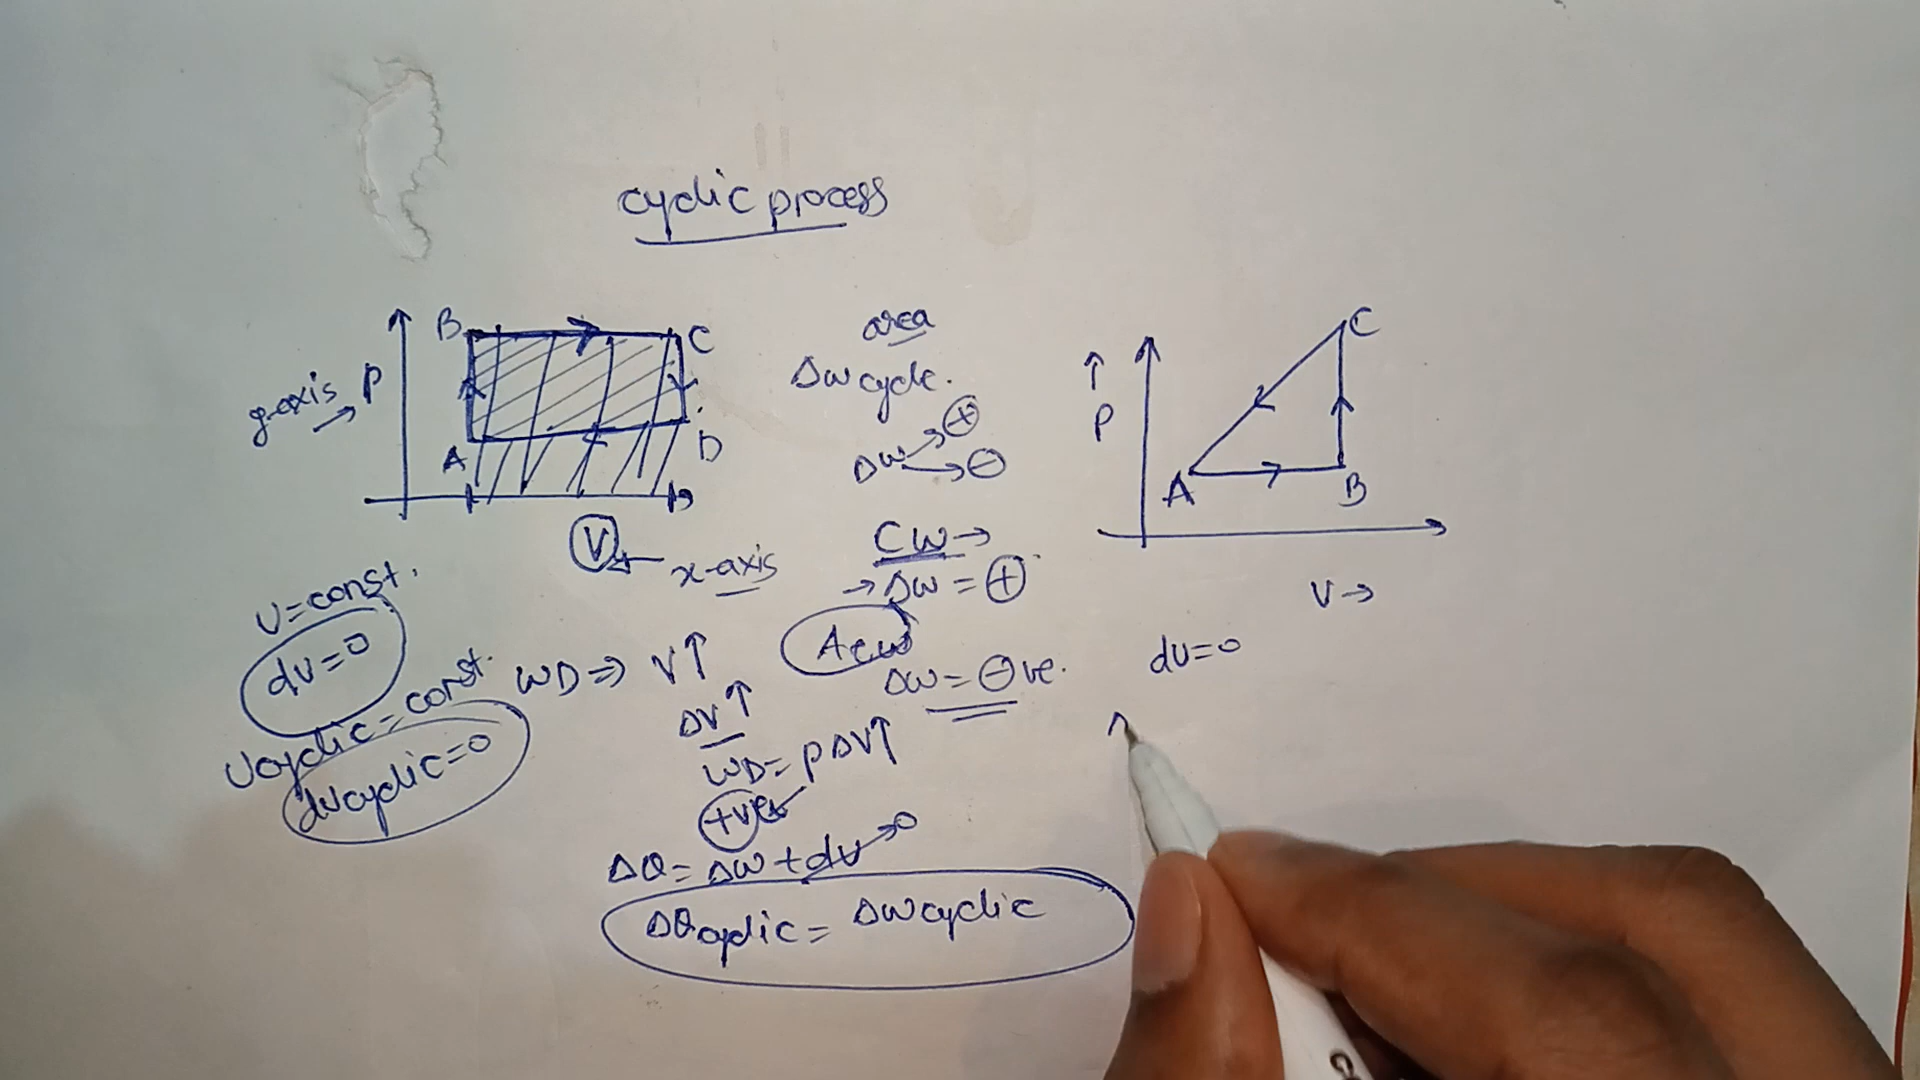 cyclic process
B
C
P
y-axis →
A
D
V
← x-axis
area
Δw cycle.
Δw → +
→ -
Cw →
→ Δw = +
Acw
Δw = -ve.
↑
P
C
A
B
V →
U = const.
du = 0
Ucyclic = const.
ducyclic = 0
WD ⇒ V↑
ΔV↑
WD = PΔV↑
+ve
ΔQ = Δw + du → 0
ΔQcyclic = Δwcyclic
du = 0